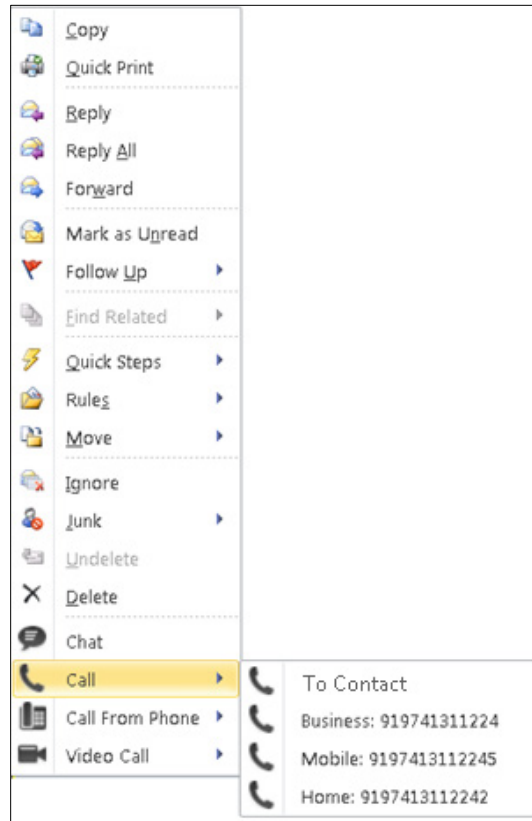 Copy
Quick Print
Reply
Reply All
Forward
Mark as Unread
Follow Up
Find Related
Quick Steps
Rules
Move
Ignore
Junk
Undelete
Delete
Chat
Call
To Contact
Call From Phone
Business: 919741311224
Video Call
Mobile: 9197413112245
Home: 9197413112242